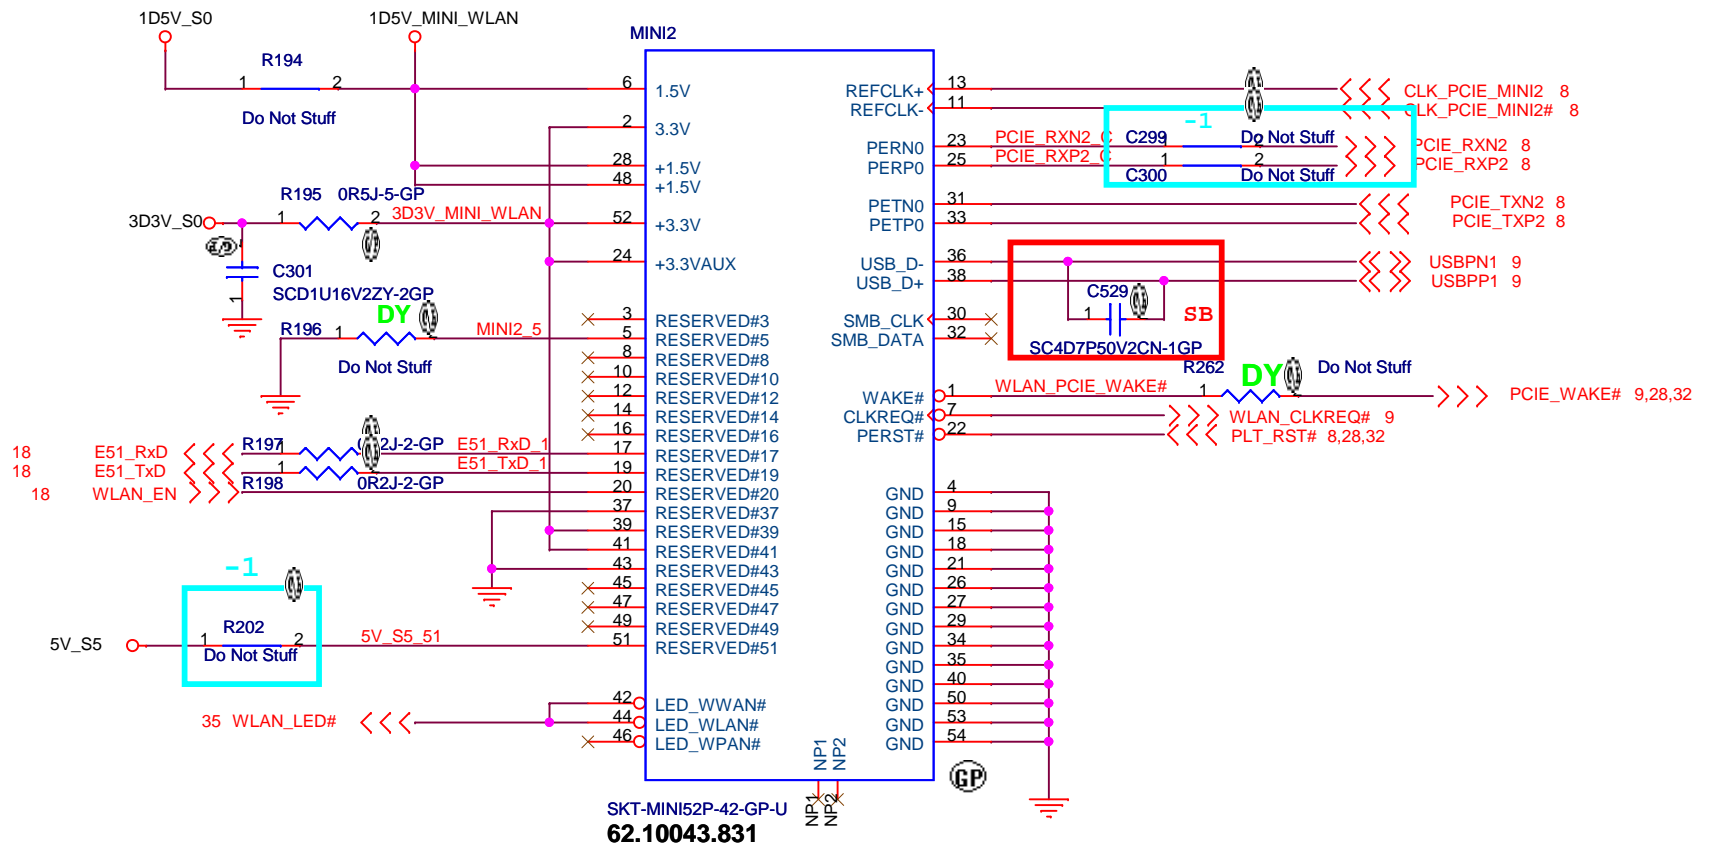 1D5V_S0
1D5V_MINI_WLAN
MINI2
R194
1 2
Do Not Stuff
6 1.5V
2 3.3V
28 +1.5V
48 +1.5V
R195 0R5J-5-GP
3D3V_S0
1 2
3D3V_MINI_WLAN
52 +3.3V
24 +3.3VAUX
C301
1
SCD1U16V2ZY-2GP
DY
R196 1
MINI2_5
Do Not Stuff
3 RESERVED#3
5 RESERVED#5
8 RESERVED#8
10 RESERVED#10
12 RESERVED#12
14 RESERVED#14
16 RESERVED#16
17 RESERVED#17
19 RESERVED#19
20 RESERVED#20
37 RESERVED#37
39 RESERVED#39
41 RESERVED#41
43 RESERVED#43
45 RESERVED#45
47 RESERVED#47
49 RESERVED#49
51 RESERVED#51
18 E51_RxD
R197 1
E51_RxD_1
18 E51_TxD
1
E51_TxD_1
R198 0R2J-2-GP
18 WLAN_EN
-1
5V_S5
R202
1 2
Do Not Stuff
5V_S5_51
42 LED_WWAN#
44 LED_WLAN#
46 LED_WPAN#
35 WLAN_LED#
REFCLK+ 13
CLK_PCIE_MINI2 8
REFCLK- 11
CLK_PCIE_MINI2# 8
-1
PERN0 23
PCIE_RXN2_C
C299
1 2
Do Not Stuff
PCIE_RXN2 8
PERP0 25
PCIE_RXP2_C
1 2
C300
Do Not Stuff
PCIE_RXP2 8
PETN0 31
PCIE_TXN2 8
PETP0 33
PCIE_TXP2 8
USB_D- 36
USBPN1 9
USB_D+ 38
USBPP1 9
C529
1
SB
SC4D7P50V2CN-1GP
SMB_CLK 30
SMB_DATA 32
R262
DY
Do Not Stuff
WAKE# 1
WLAN_PCIE_WAKE#
1
PCIE_WAKE# 9,28,32
CLKREQ# 7
WLAN_CLKREQ# 9
PERST# 22
PLT_RST# 8,28,32
GND 4
GND 9
GND 15
GND 18
GND 21
GND 26
GND 27
GND 29
GND 34
GND 35
GND 40
GND 50
GND 53
GND 54
NP1
NP2
NP1
NP2
GP
SKT-MINI52P-42-GP-U
62.10043.831